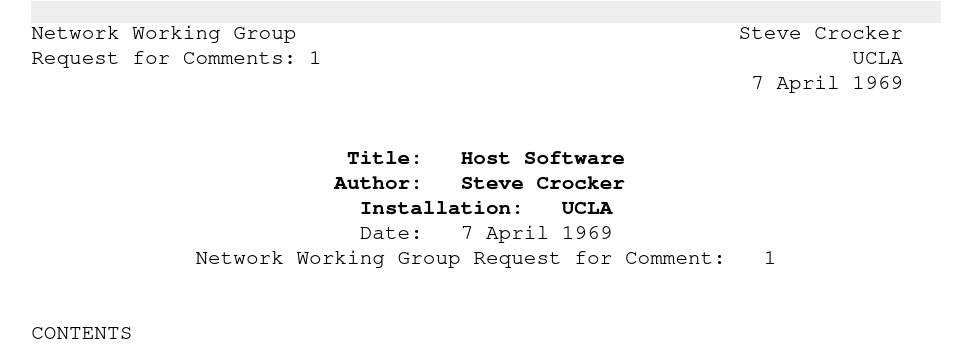 Network Working Group Steve Crocker
Request for Comments: 1 UCLA
7 April 1969
Title: Host Software
Author: Steve Crocker
Installation: UCLA
Date: 7 April 1969
Network Working Group Request for Comment: 1
CONTENTS